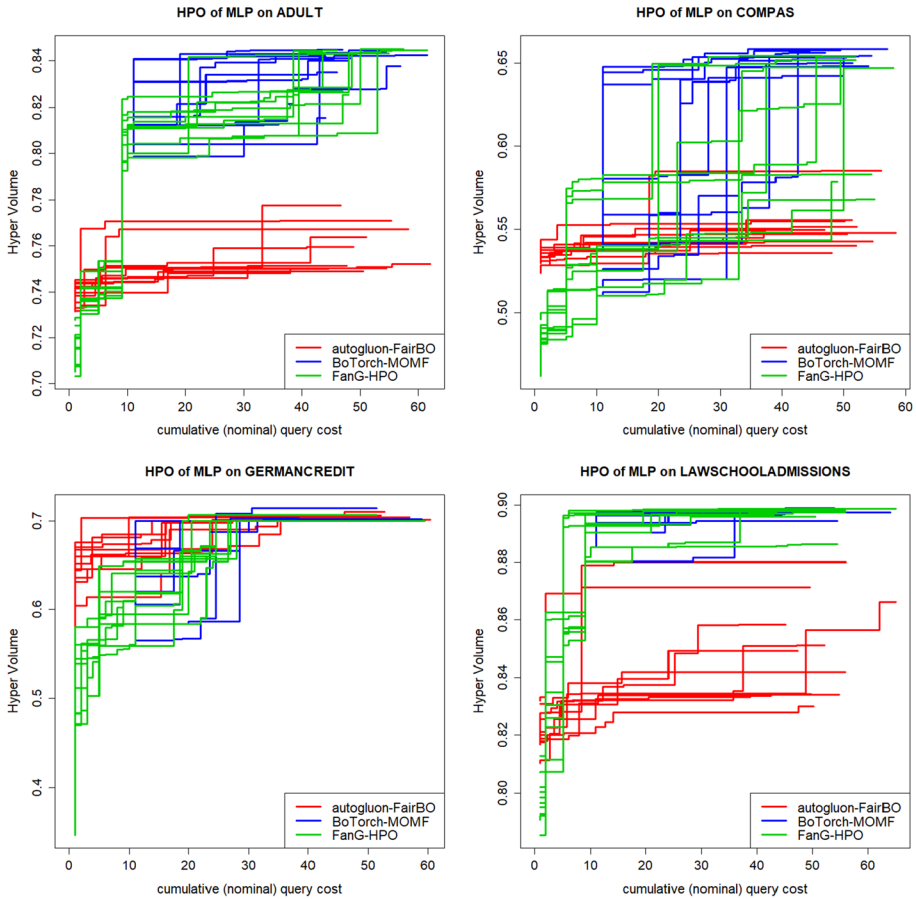 HPO of MLP on ADULT
Hyper Volume
0.70 0.72 0.74 0.76 0.78 0.80 0.82 0.84
autogluon-FairBO
BoTorch-MOMF
FanG-HPO
0 10 20 30 40 50 60
cumulative (nominal) query cost
HPO of MLP on COMPAS
Hyper Volume
0.50 0.55 0.60 0.65
autogluon-FairBO
BoTorch-MOMF
FanG-HPO
0 10 20 30 40 50 60
cumulative (nominal) query cost
HPO of MLP on GERMANCREDIT
Hyper Volume
0.4 0.5 0.6 0.7
autogluon-FairBO
BoTorch-MOMF
FanG-HPO
0 10 20 30 40 50 60
cumulative (nominal) query cost
HPO of MLP on LAWSCHOOLADMISSIONS
Hyper Volume
0.80 0.82 0.84 0.86 0.88 0.90
autogluon-FairBO
BoTorch-MOMF
FanG-HPO
0 10 20 30 40 50 60
cumulative (nominal) query cost